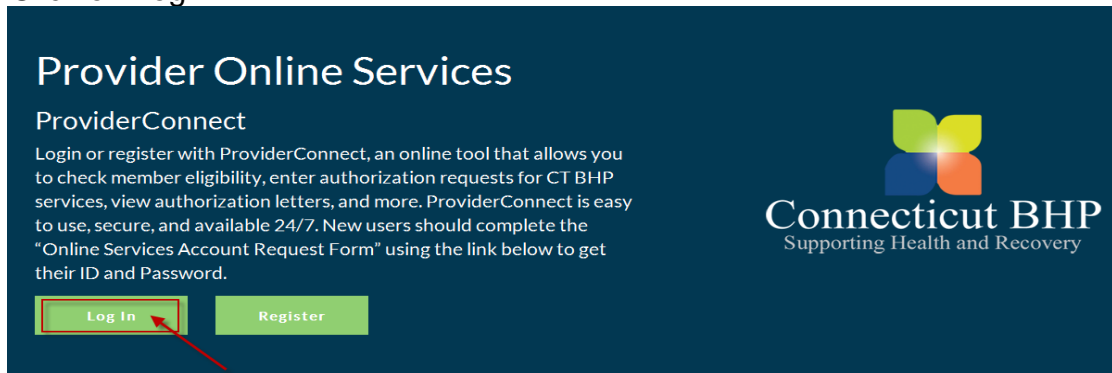 Provider Online Services
ProviderConnect
Login or register with ProviderConnect, an online tool that allows you
to check member eligibility, enter authorization requests for CT BHP
services, view authorization letters, and more. ProviderConnect is easy
to use, secure, and available 24/7. New users should complete the
“Online Services Account Request Form” using the link below to get
their ID and Password.
Log In
Register
Connecticut BHP
Supporting Health and Recovery